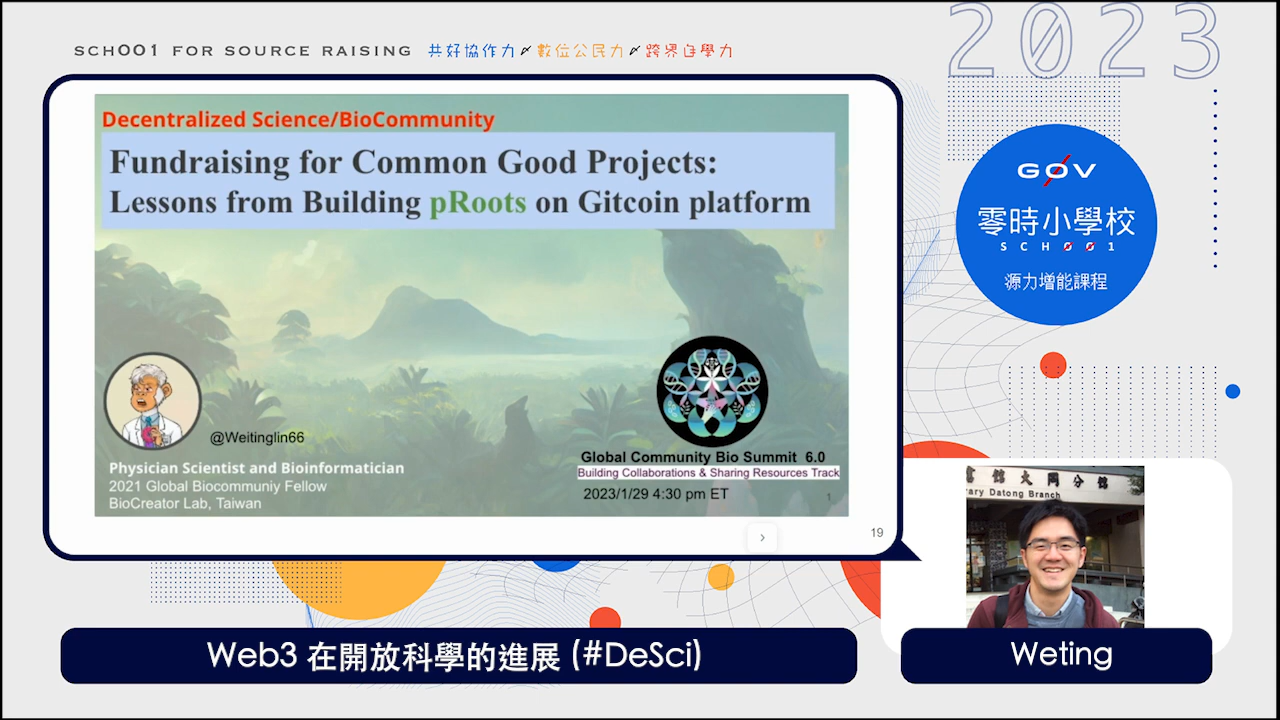 SCH001 FOR SOURCE RAISING 共好協作力〆數位公民力〆跨界自學力
2023
Decentralized Science/BioCommunity
Fundraising for Common Good Projects:
Lessons from Building pRoots on Gitcoin platform
@Weitinglin66
Physician Scientist and Bioinformatician
2021 Global Biocommuniy Fellow
BioCreator Lab, Taiwan
Global Community Bio Summit 6.0
Building Collaborations & Sharing Resources Track
2023/1/29 4:30 pm ET
1
19
G0V
零時小學校
SCH001
源力增能課程
館大同分館
ary Datong Branch
Web3 在開放科學的進展 (#DeSci)
Weting